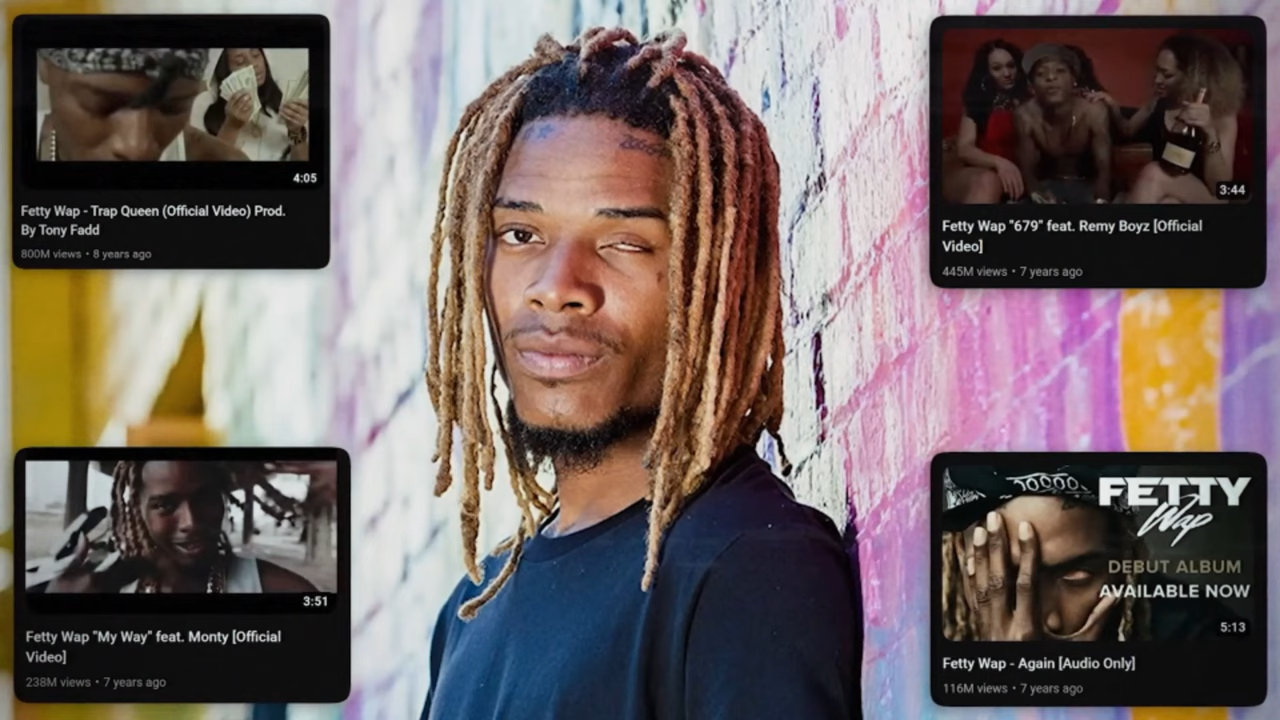 4:05
Fetty Wap - Trap Queen (Official Video) Prod.
By Tony Fadd
800M views • 8 years ago
3:44
Fetty Wap "679" feat. Remy Boyz [Official
Video]
445M views • 7 years ago
3:51
Fetty Wap "My Way" feat. Monty [Official
Video]
238M views • 7 years ago
FETTY
Wap
DEBUT ALBUM
AVAILABLE NOW
5:13
Fetty Wap - Again [Audio Only]
116M views • 7 years ago